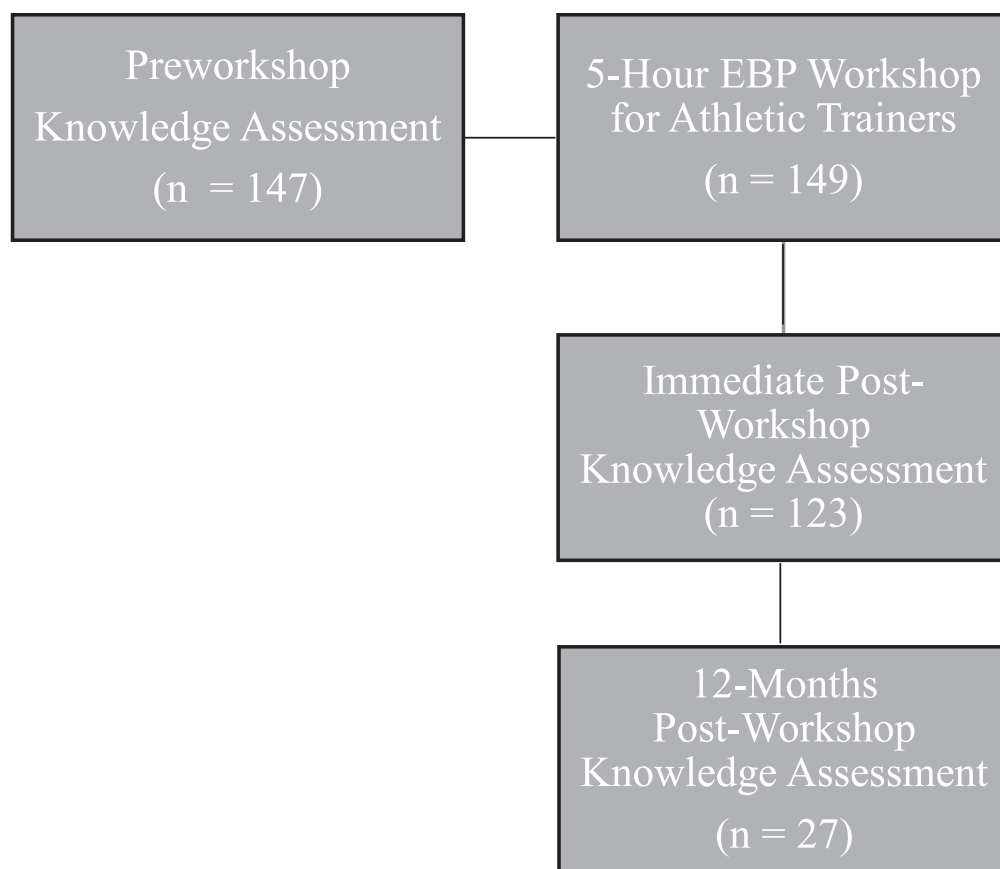 Preworkshop
Knowledge Assessment
(n = 147)
5-Hour EBP Workshop
for Athletic Trainers
(n = 149)
Immediate Post-
Workshop
Knowledge Assessment
(n = 123)
12-Months
Post-Workshop
Knowledge Assessment
(n = 27)